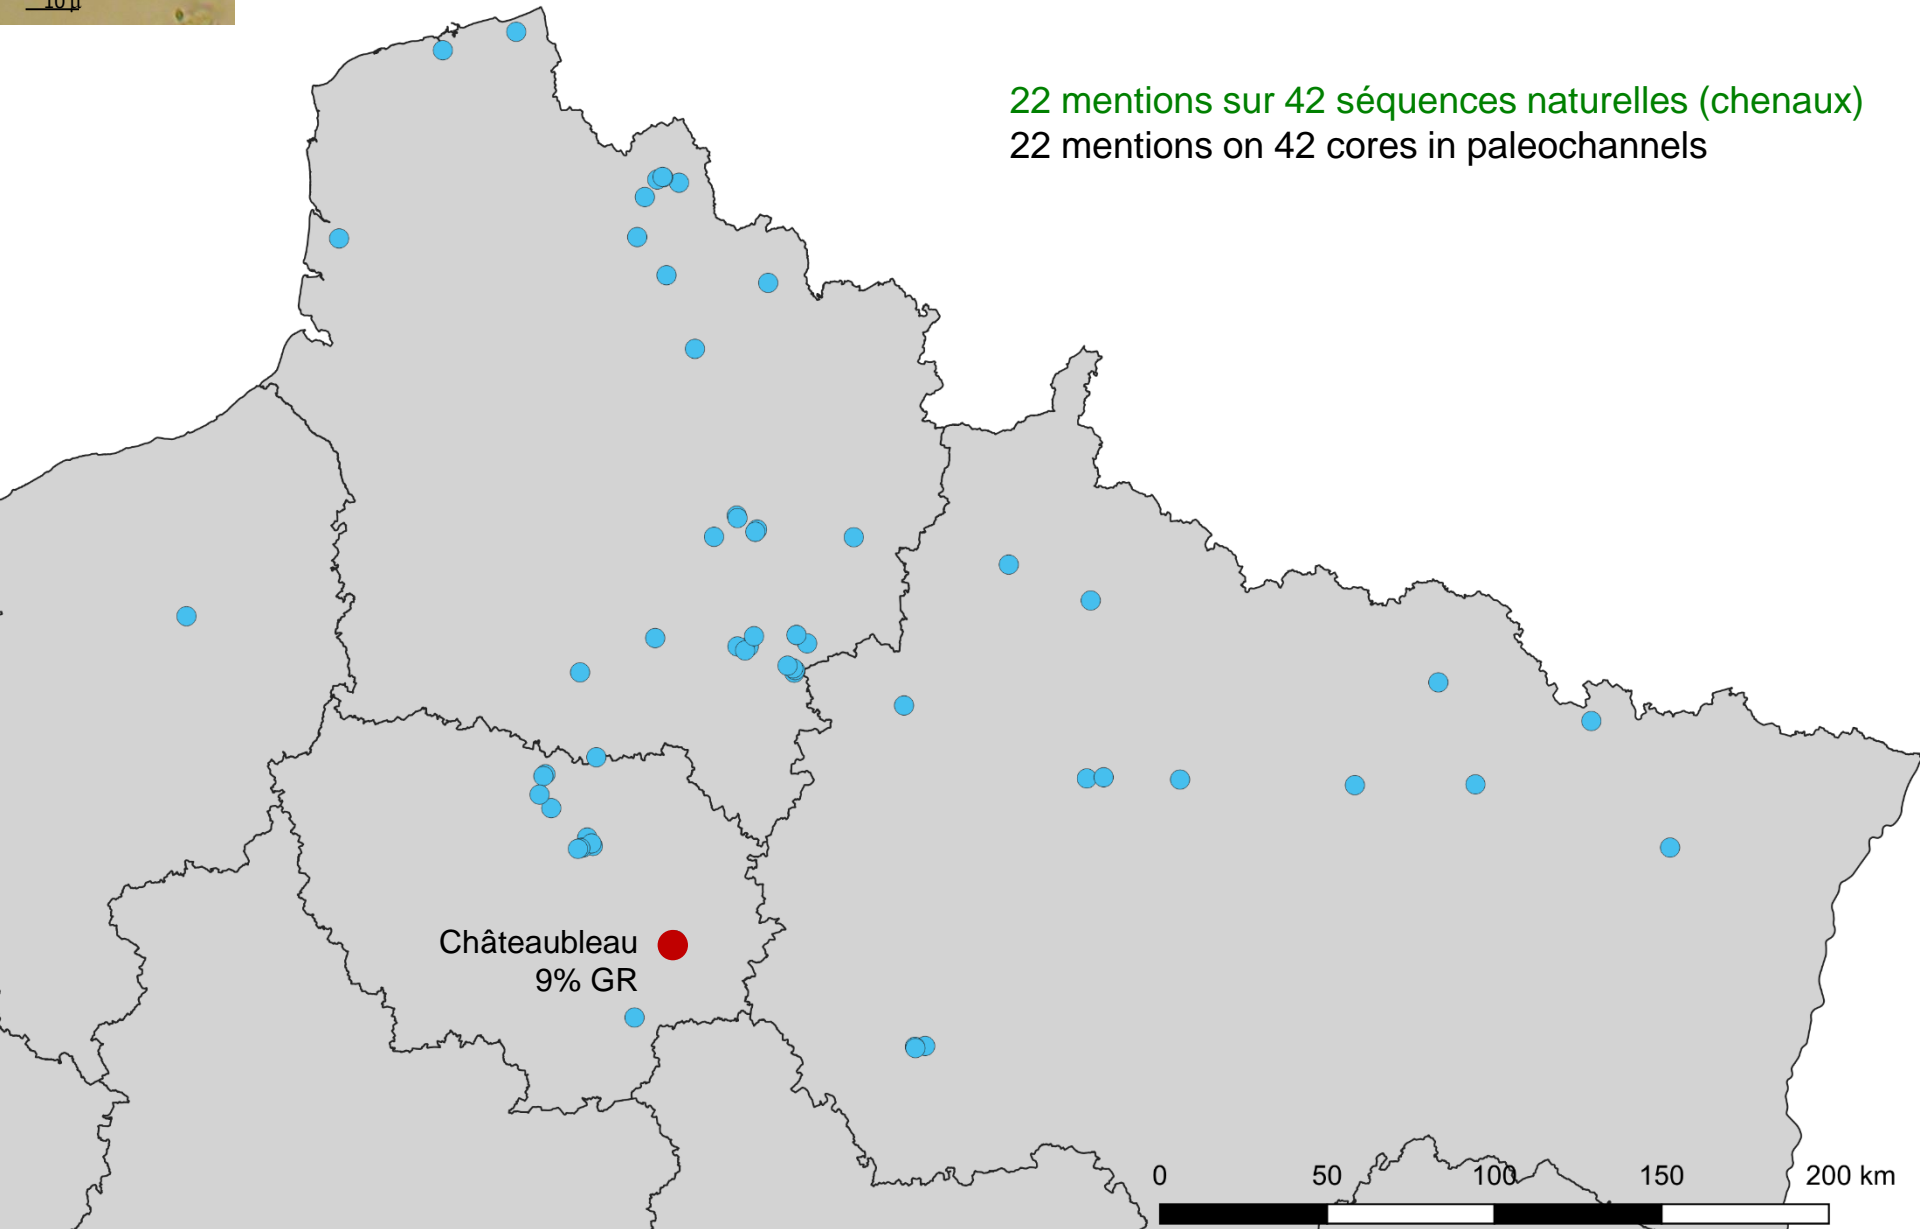 10 µ
22 mentions sur 42 séquences naturelles (chenaux)
22 mentions on 42 cores in paleochannels
Châteaubleau
9% GR
0 50 100 150 200 km